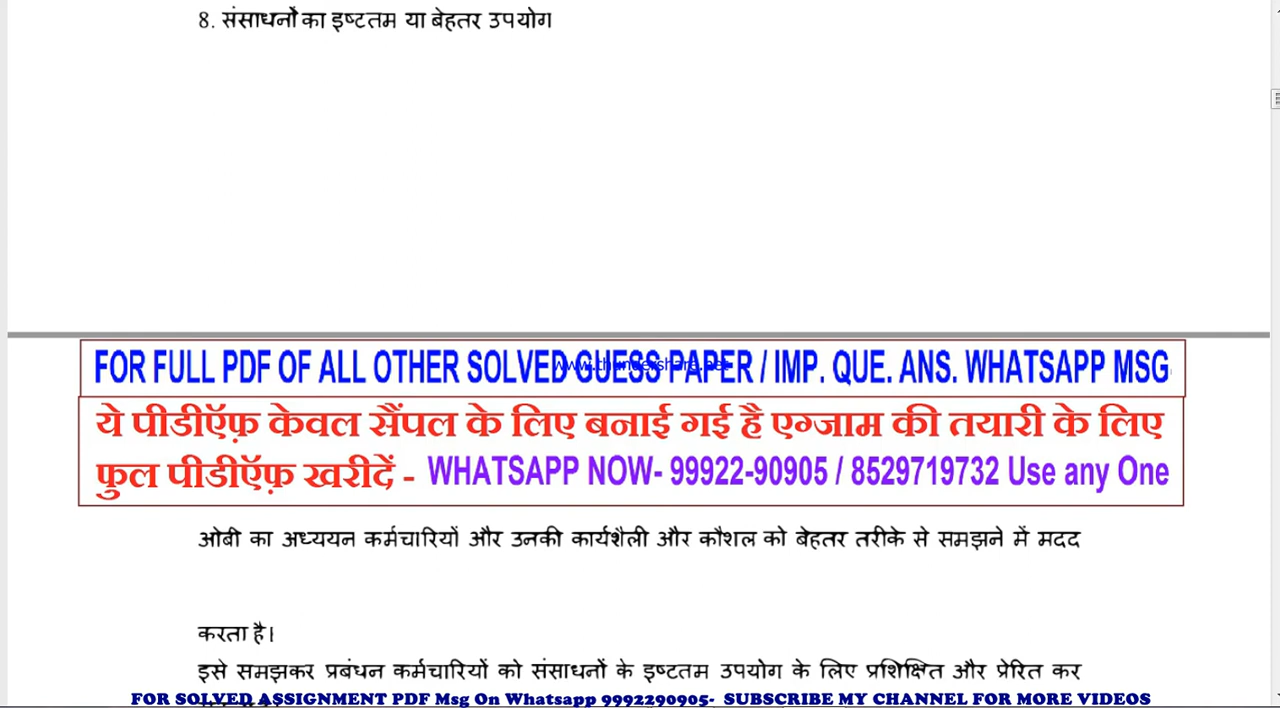 8. संसाधनों का इष्टतम या बेहतर उपयोग
FOR FULL PDF OF ALL OTHER SOLVED GUESS PAPER / IMP. QUE. ANS. WHATSAPP MSG
www.thundershare.net
ये पीडीऍफ़ केवल सैंपल के लिए बनाई गई है एग्जाम की तयारी के लिए
फुल पीडीऍफ़ खरीदें - WHATSAPP NOW- 99922-90905 / 8529719732 Use any One
ओबी का अध्ययन कर्मचारियों और उनकी कार्यशैली और कौशल को बेहतर तरीके से समझने में मदद
करता है।
इसे समझकर प्रबंधन कर्मचारियों को संसाधनों के इष्टतम उपयोग के लिए प्रशिक्षित और प्रेरित कर
FOR SOLVED ASSIGNMENT PDF Msg On Whatsapp 9992290905- SUBSCRIBE MY CHANNEL FOR MORE VIDEOS